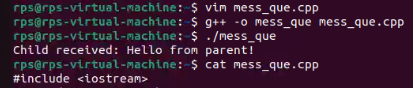 rps@rps-virtual-machine:~$ vim mess_que.cpp
rps@rps-virtual-machine:~$ g++ -o mess_que mess_que.cpp
rps@rps-virtual-machine:~$ ./mess_que
Child received: Hello from parent!
rps@rps-virtual-machine:~$ cat mess_que.cpp
#include <iostream>